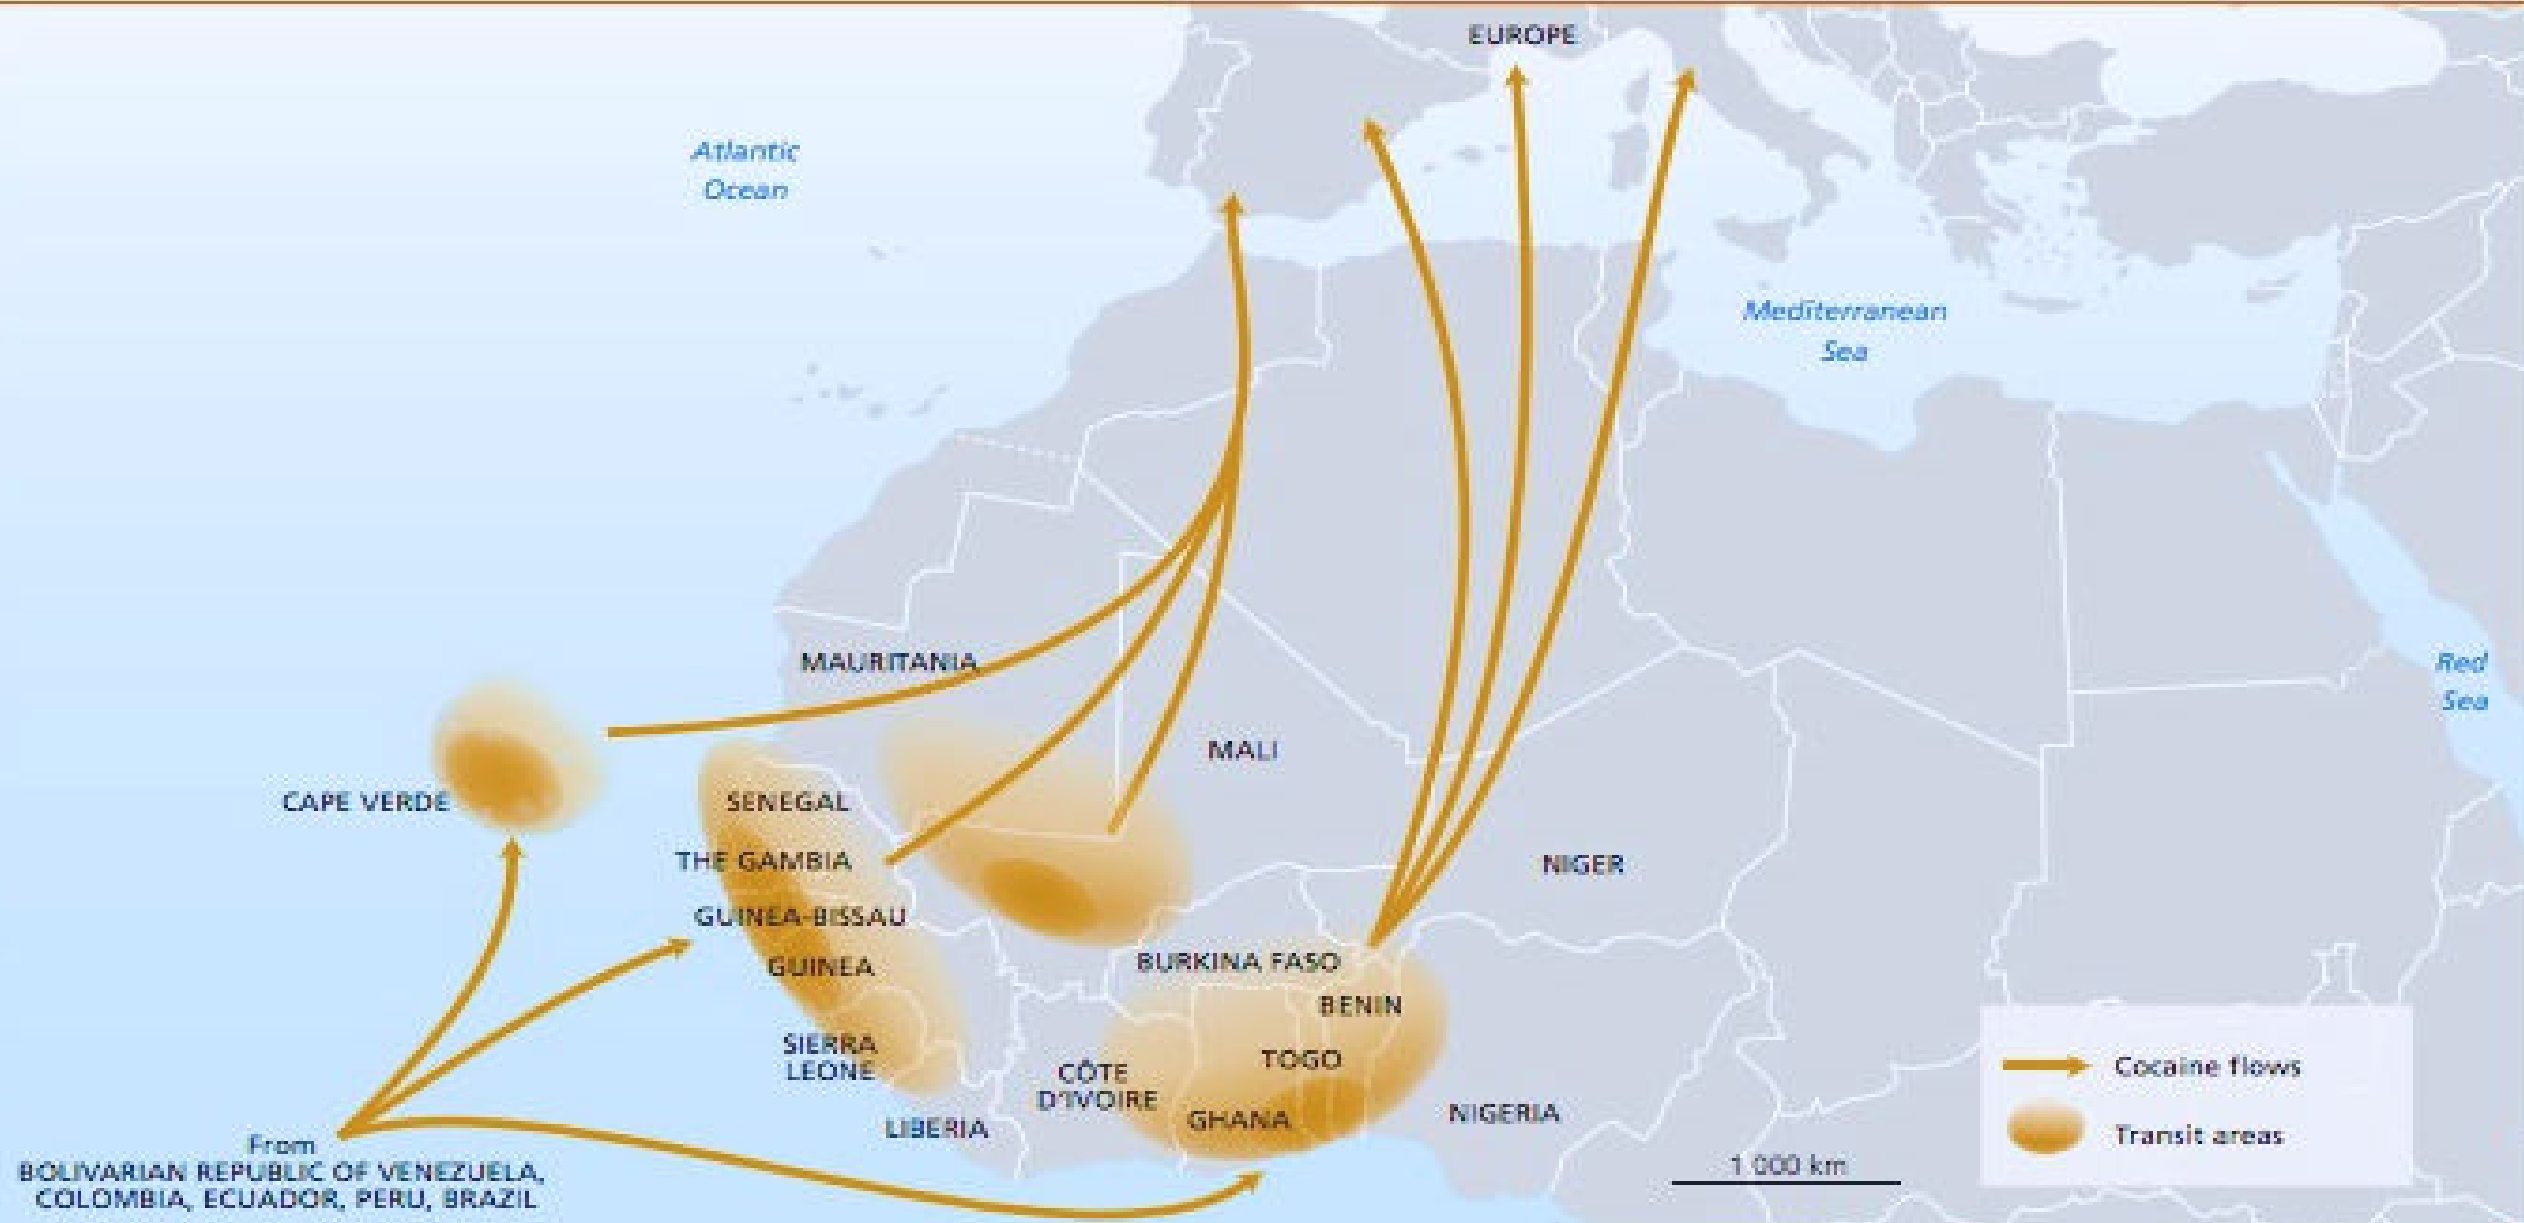 EUROPE
Atlantic
Ocean
Mediterranean
Sea
MAURITANIA
Red
Sea
MALI
CAPE VERDE
SENEGAL
THE GAMBIA
NIGER
GUINEA-BISSAU
GUINEA
BURKINA FASO
BENIN
SIERRA
LEONE
TOGO
CÔTE
D'IVOIRE
GHANA
NIGERIA
LIBERIA
From
BOLIVARIAN REPUBLIC OF VENEZUELA,
COLOMBIA, ECUADOR, PERU, BRAZIL
Cocaine flows
Transit areas
1 000 km